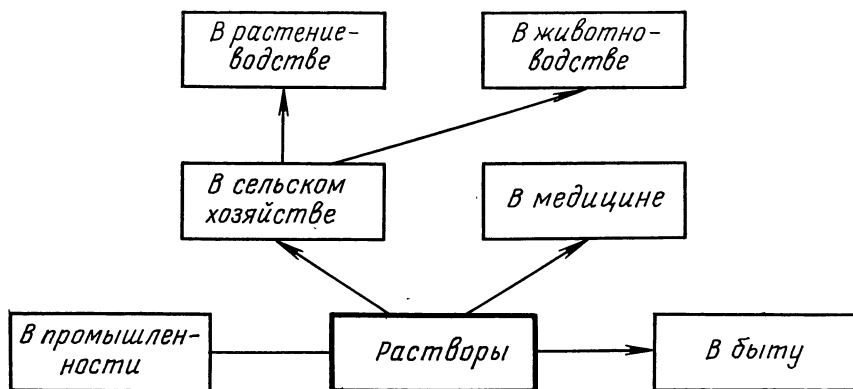 В растение-
водстве
В животно-
водстве
В сельском
хозяйстве
В медицине
В промышлен-
ности
Растворы
В быту